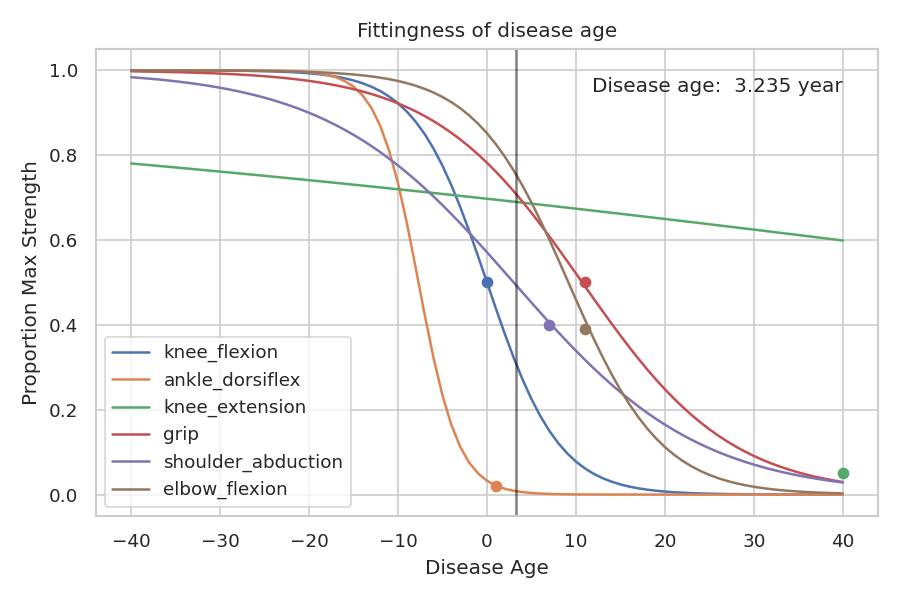 Fittingness of disease age
Disease age:  3.235 year
Proportion Max Strength
1.0
0.8
0.6
0.4
0.2
0.0
knee_flexion
ankle_dorsiflex
knee_extension
grip
shoulder_abduction
elbow_flexion
−40 −30 −20 −10 0 10 20 30 40
Disease Age